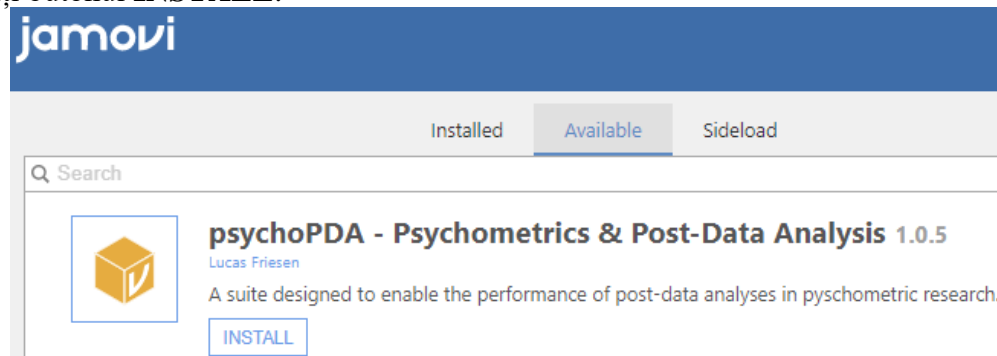 jamovi
Installed Available Sideload
Search
psychoPDA - Psychometrics & Post-Data Analysis 1.0.5
Lucas Friesen
A suite designed to enable the performance of post-data analyses in pyschometric research.
INSTALL